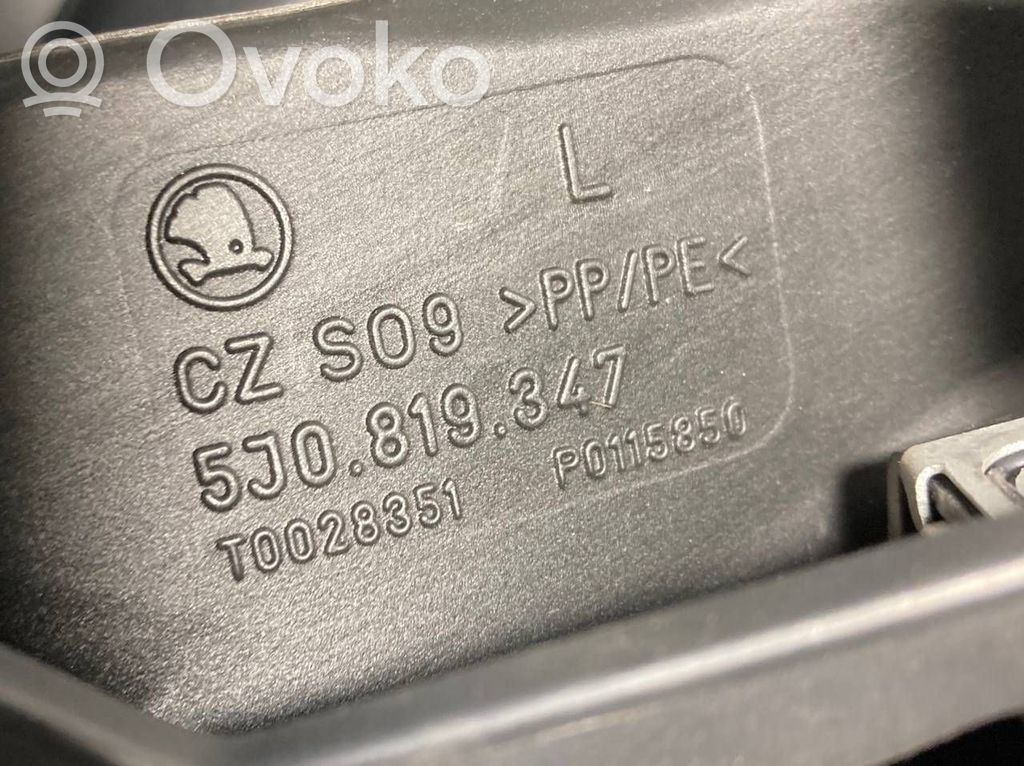 Ovoko
L
CZ S09 >PP/PE<
5J0.819.347
T0028351 P0115850